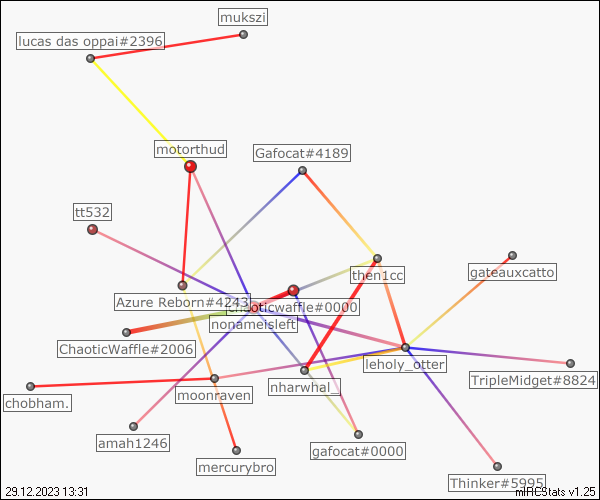 mukszi
lucas das oppai#2396
motorthud
Gafocat#4189
tt532
then1cc
gateauxcatto
Azure Reborn#4243
chaoticwaffle#0000
nonameisleft
ChaoticWaffle#2006
leholy_otter
TripleMidget#8824
nharwhal_
moonraven
chobham.
amah1246
gafocat#0000
mercurybro
Thinker#5995
29.12.2023 13:31
mIRCStats v1.25